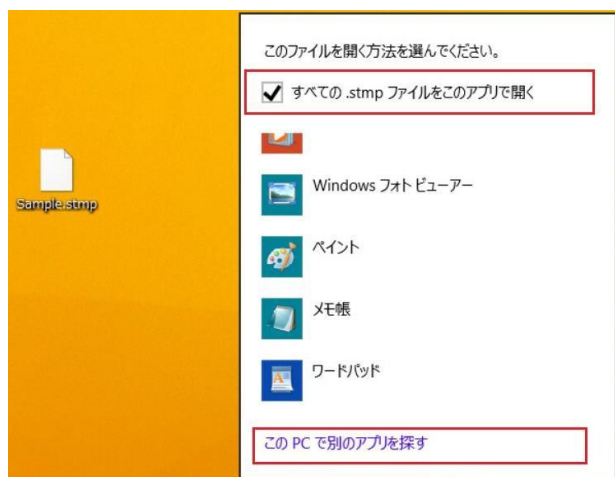 このファイルを開く方法を選んでください。
すべての .stmp ファイルをこのアプリで開く
Windows フォト ビューアー
Sample.stmp
ペイント
メモ帳
ワードパッド
この PC で別のアプリを探す